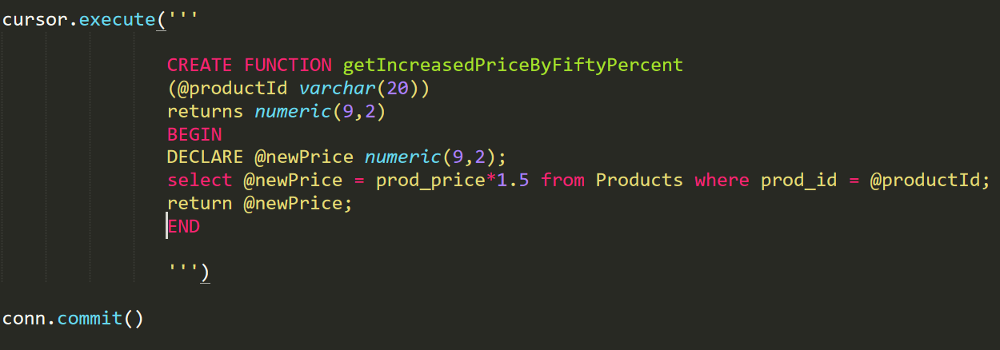 cursor.execute('''
CREATE FUNCTION getIncreasedPriceByFiftyPercent
(@productId varchar(20))
returns numeric(9,2)
BEGIN
DECLARE @newPrice numeric(9,2);
select @newPrice = prod_price*1.5 from Products where prod_id = @productId;
return @newPrice;
END
''')
conn.commit()